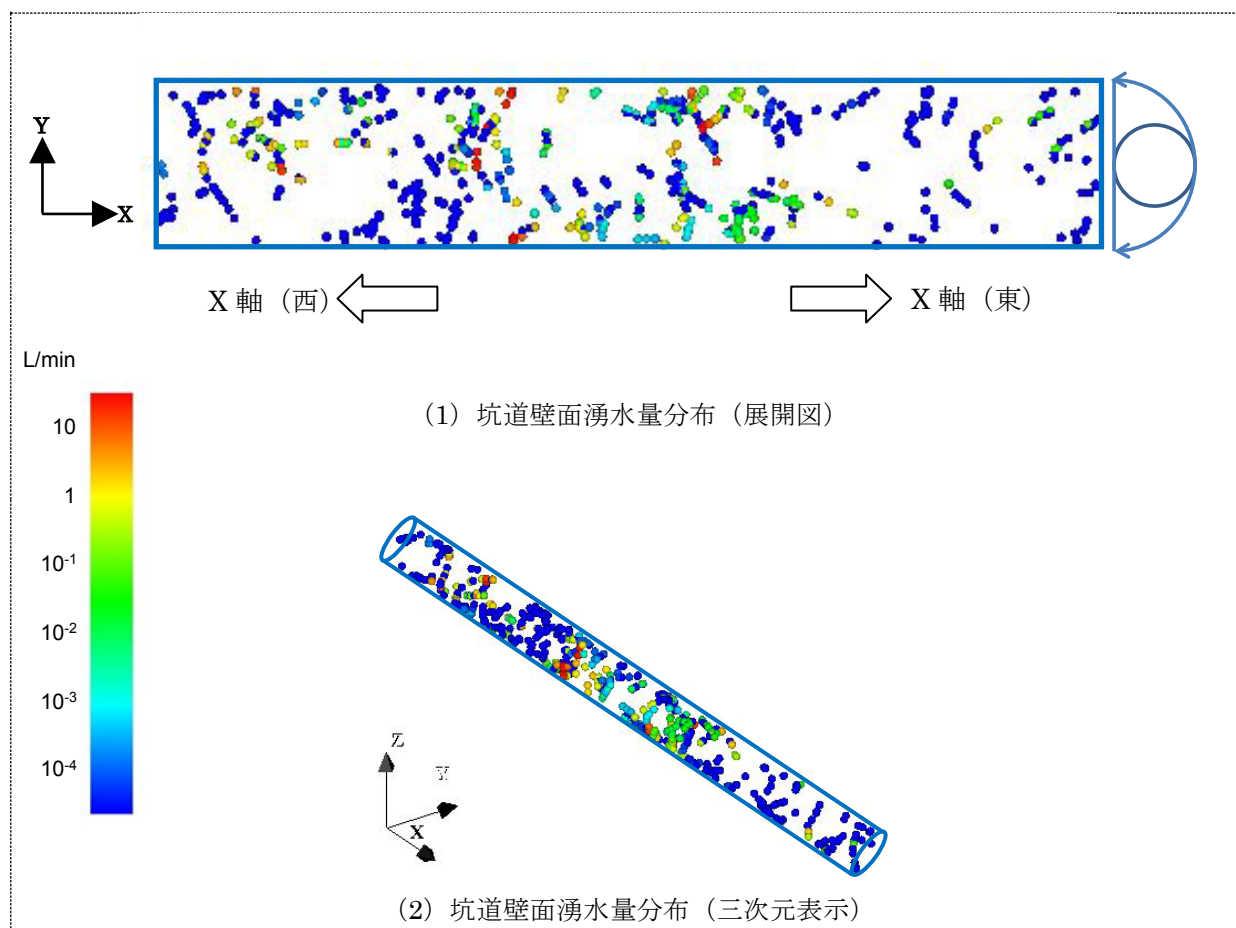 Y
X
X 軸（西）
X 軸（東）
L/min
10
1
10-1
10-2
10-3
10-4
（1）坑道壁面湧水量分布（展開図）
Z
Y
X
（2）坑道壁面湧水量分布（三次元表示）